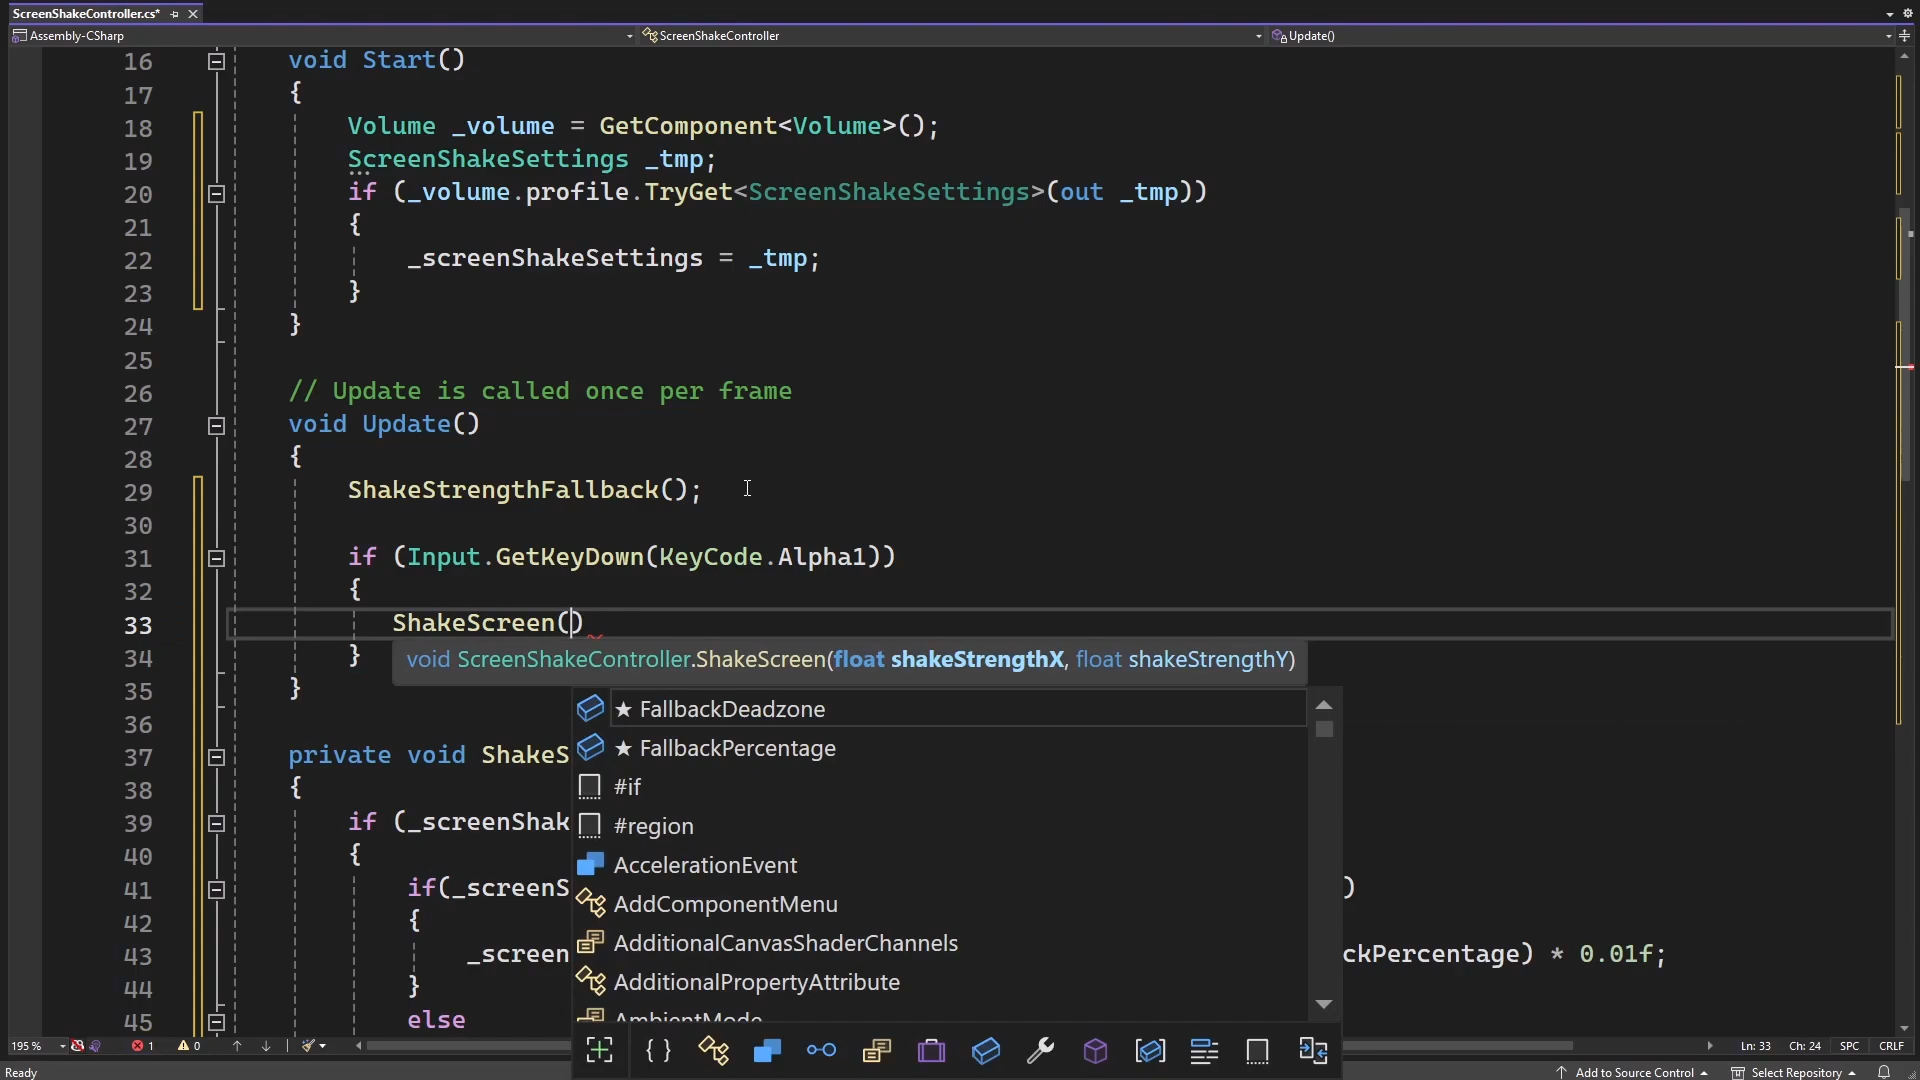 ScreenShakeController.cs*
Assembly-CSharp ScreenShakeController Update()
16 void Start()
17 {
18 Volume _volume = GetComponent<Volume>();
19 ScreenShakeSettings _tmp;
20 if (_volume.profile.TryGet<ScreenShakeSettings>(out _tmp))
21 {
22 _screenShakeSettings = _tmp;
23 }
24 }
25
26 // Update is called once per frame
27 void Update()
28 {
29 ShakeStrengthFallback();
30
31 if (Input.GetKeyDown(KeyCode.Alpha1))
32 {
33 ShakeScreen()
34 } void ScreenShakeController.ShakeScreen(float shakeStrengthX, float shakeStrengthY)
35 }
★ FallbackDeadzone
36
★ FallbackPercentage
37 private void ShakeS
38 { #if
39 if (_screenShak #region
40 { AccelerationEvent
41 if(_screenS )
42 { AddComponentMenu
43 _screen AdditionalCanvasShaderChannels ckPercentage) * 0.01f;
44 } AdditionalPropertyAttribute
45 else AmbientMode
195 % 1 0 Ln: 33 Ch: 24 SPC CRLF
Ready Add to Source Control Select Repository